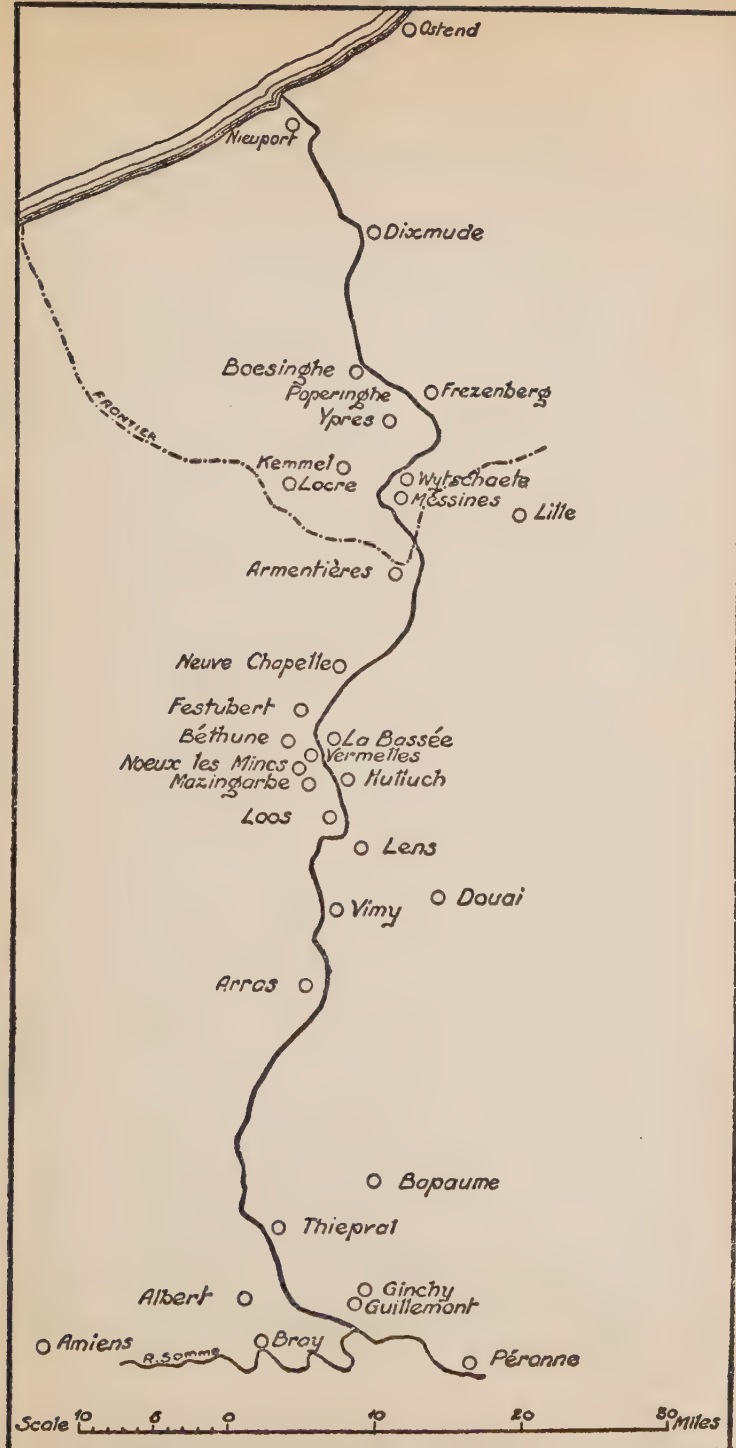 Ostend
Nieuport
Dixmude
Boesinghe
Poperinghe
Frezenberg
Ypres
FRONTIER
Kemmel
Locre
Wytschaete
Messines
Lille
Armentières
Neuve Chapelle
Festubert
Béthune
La Bassée
Vermelles
Noeux les Mines
Mazingarbe
Hulluch
Loos
Lens
Vimy
Douai
Arras
Bapaume
Thiepval
Albert
Ginchy
Guillemont
Amiens
R. Somme
Bray
Péronne
Scale 10 5 0 10 20 30 Miles